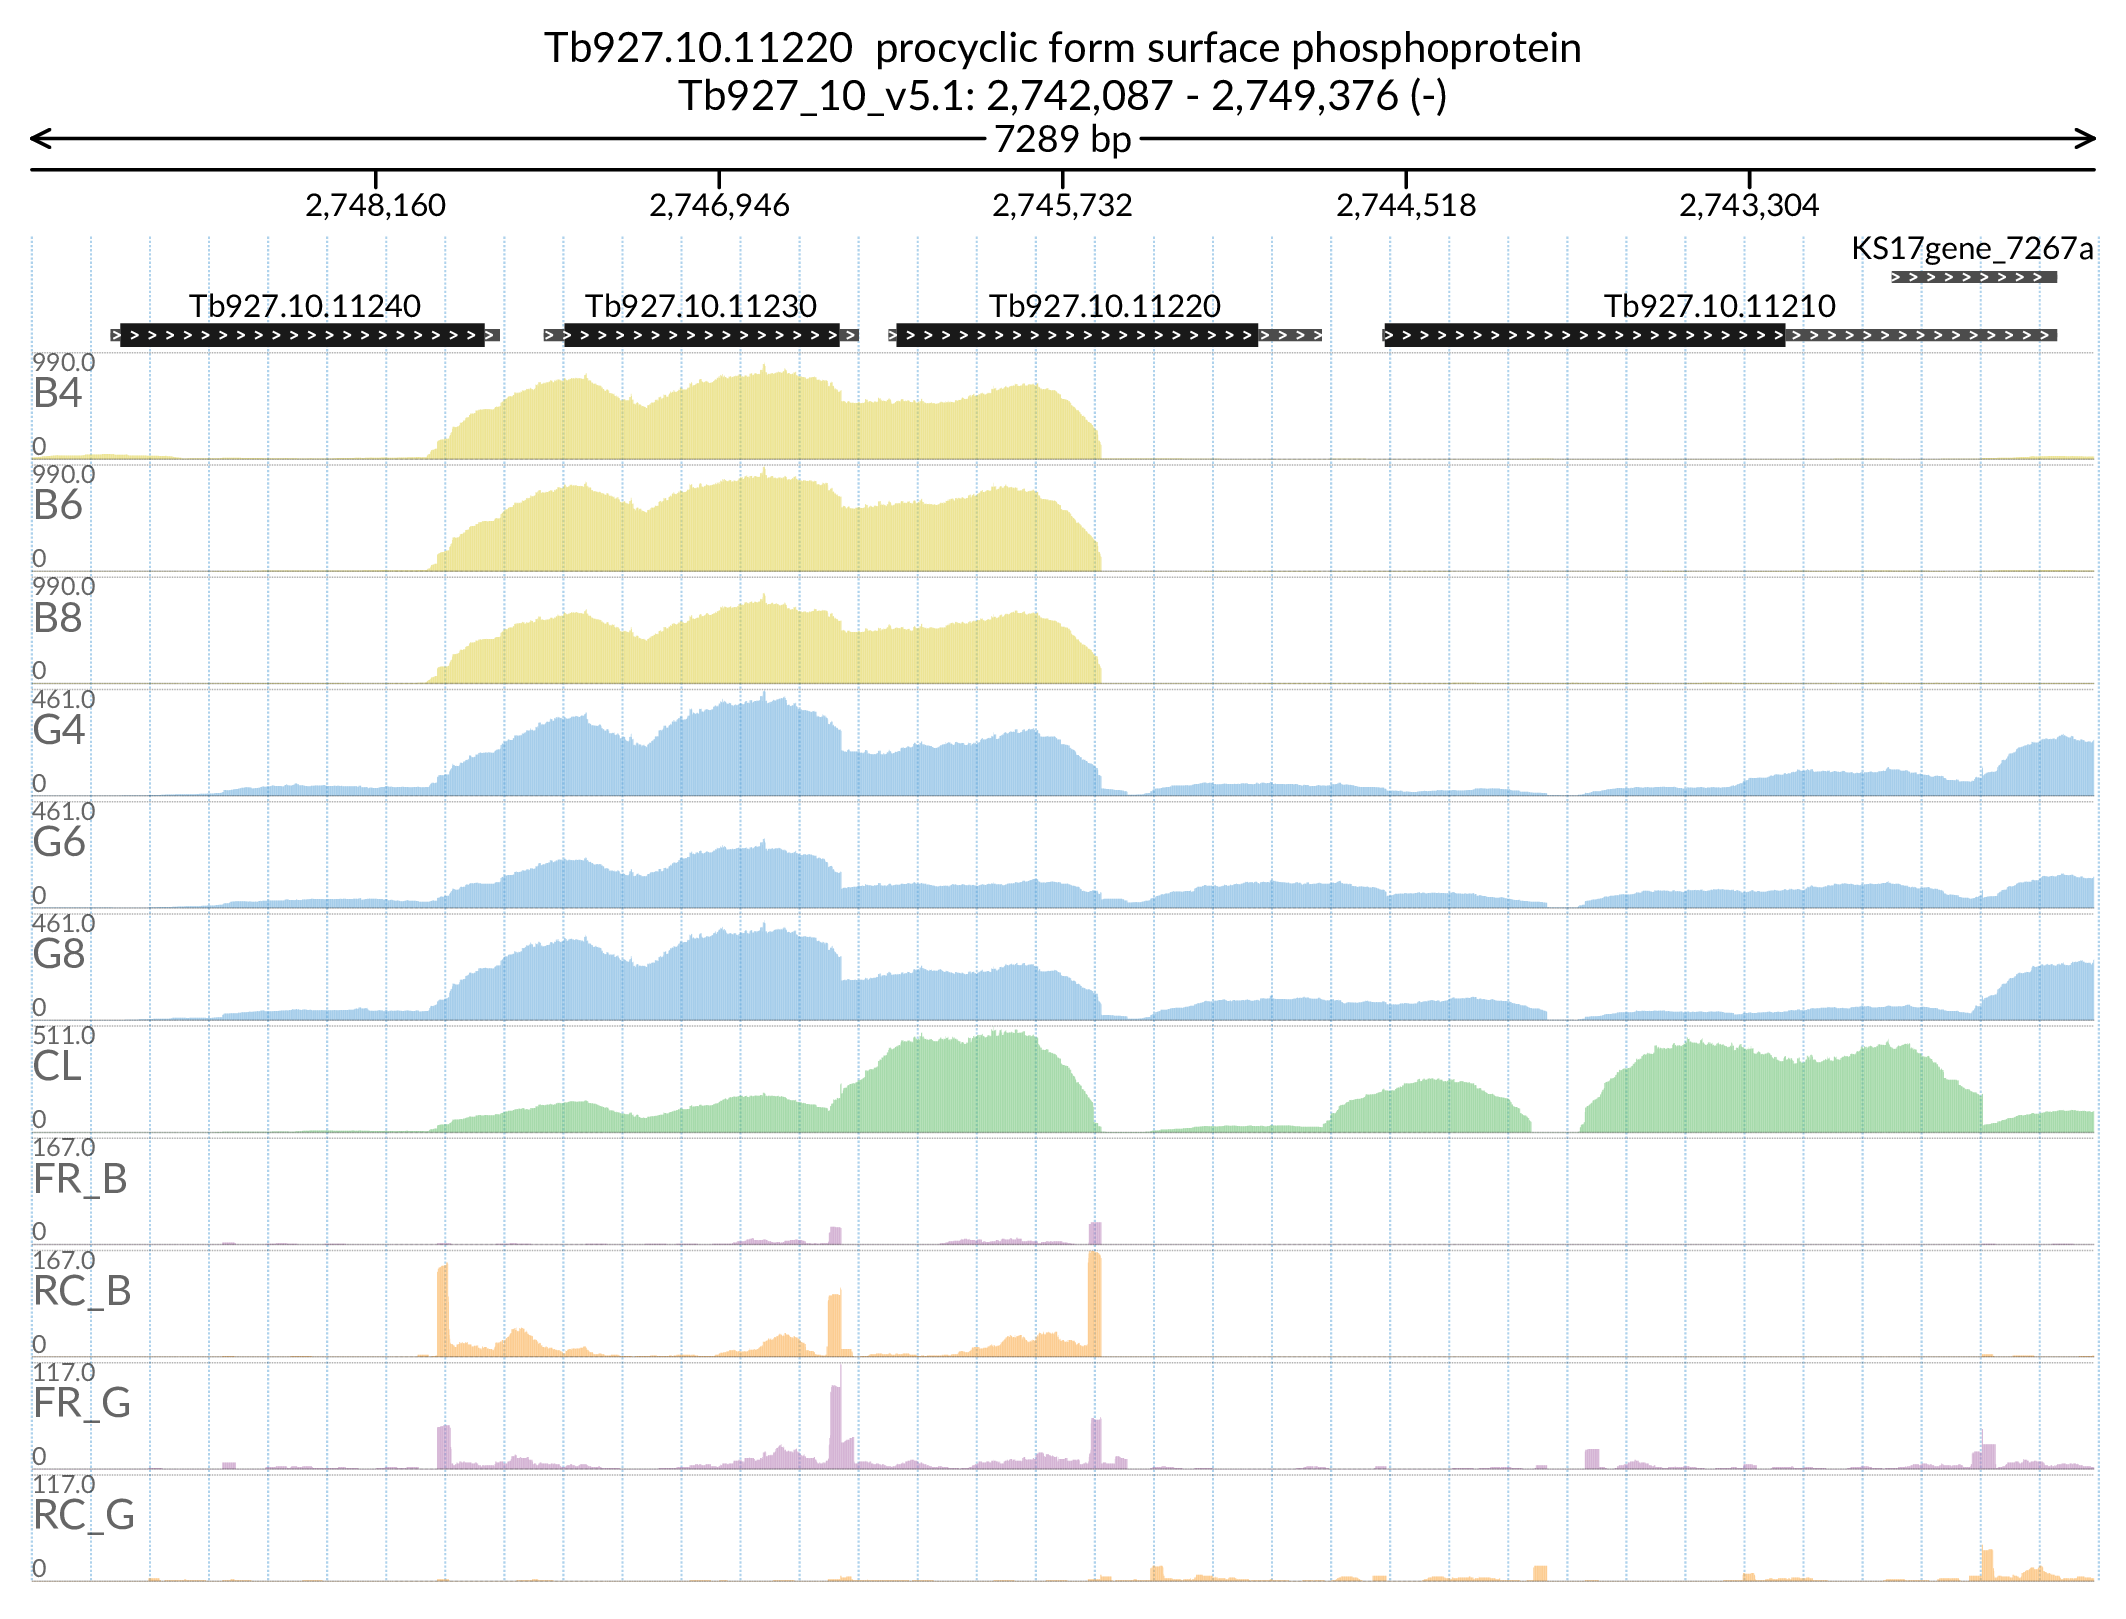 Tb927.10.11220  procyclic form surface phosphoprotein
Tb927_10_v5.1: 2,742,087 - 2,749,376 (-)
7289 bp
2,748,160 2,746,946 2,745,732 2,744,518 2,743,304
KS17gene_7267a
Tb927.10.11240 Tb927.10.11230 Tb927.10.11220 Tb927.10.11210
990.0
B4
0
990.0
B6
0
990.0
B8
0
461.0
G4
0
461.0
G6
0
461.0
G8
0
511.0
CL
0
167.0
FR_B
0
167.0
RC_B
0
117.0
FR_G
0
117.0
RC_G
0